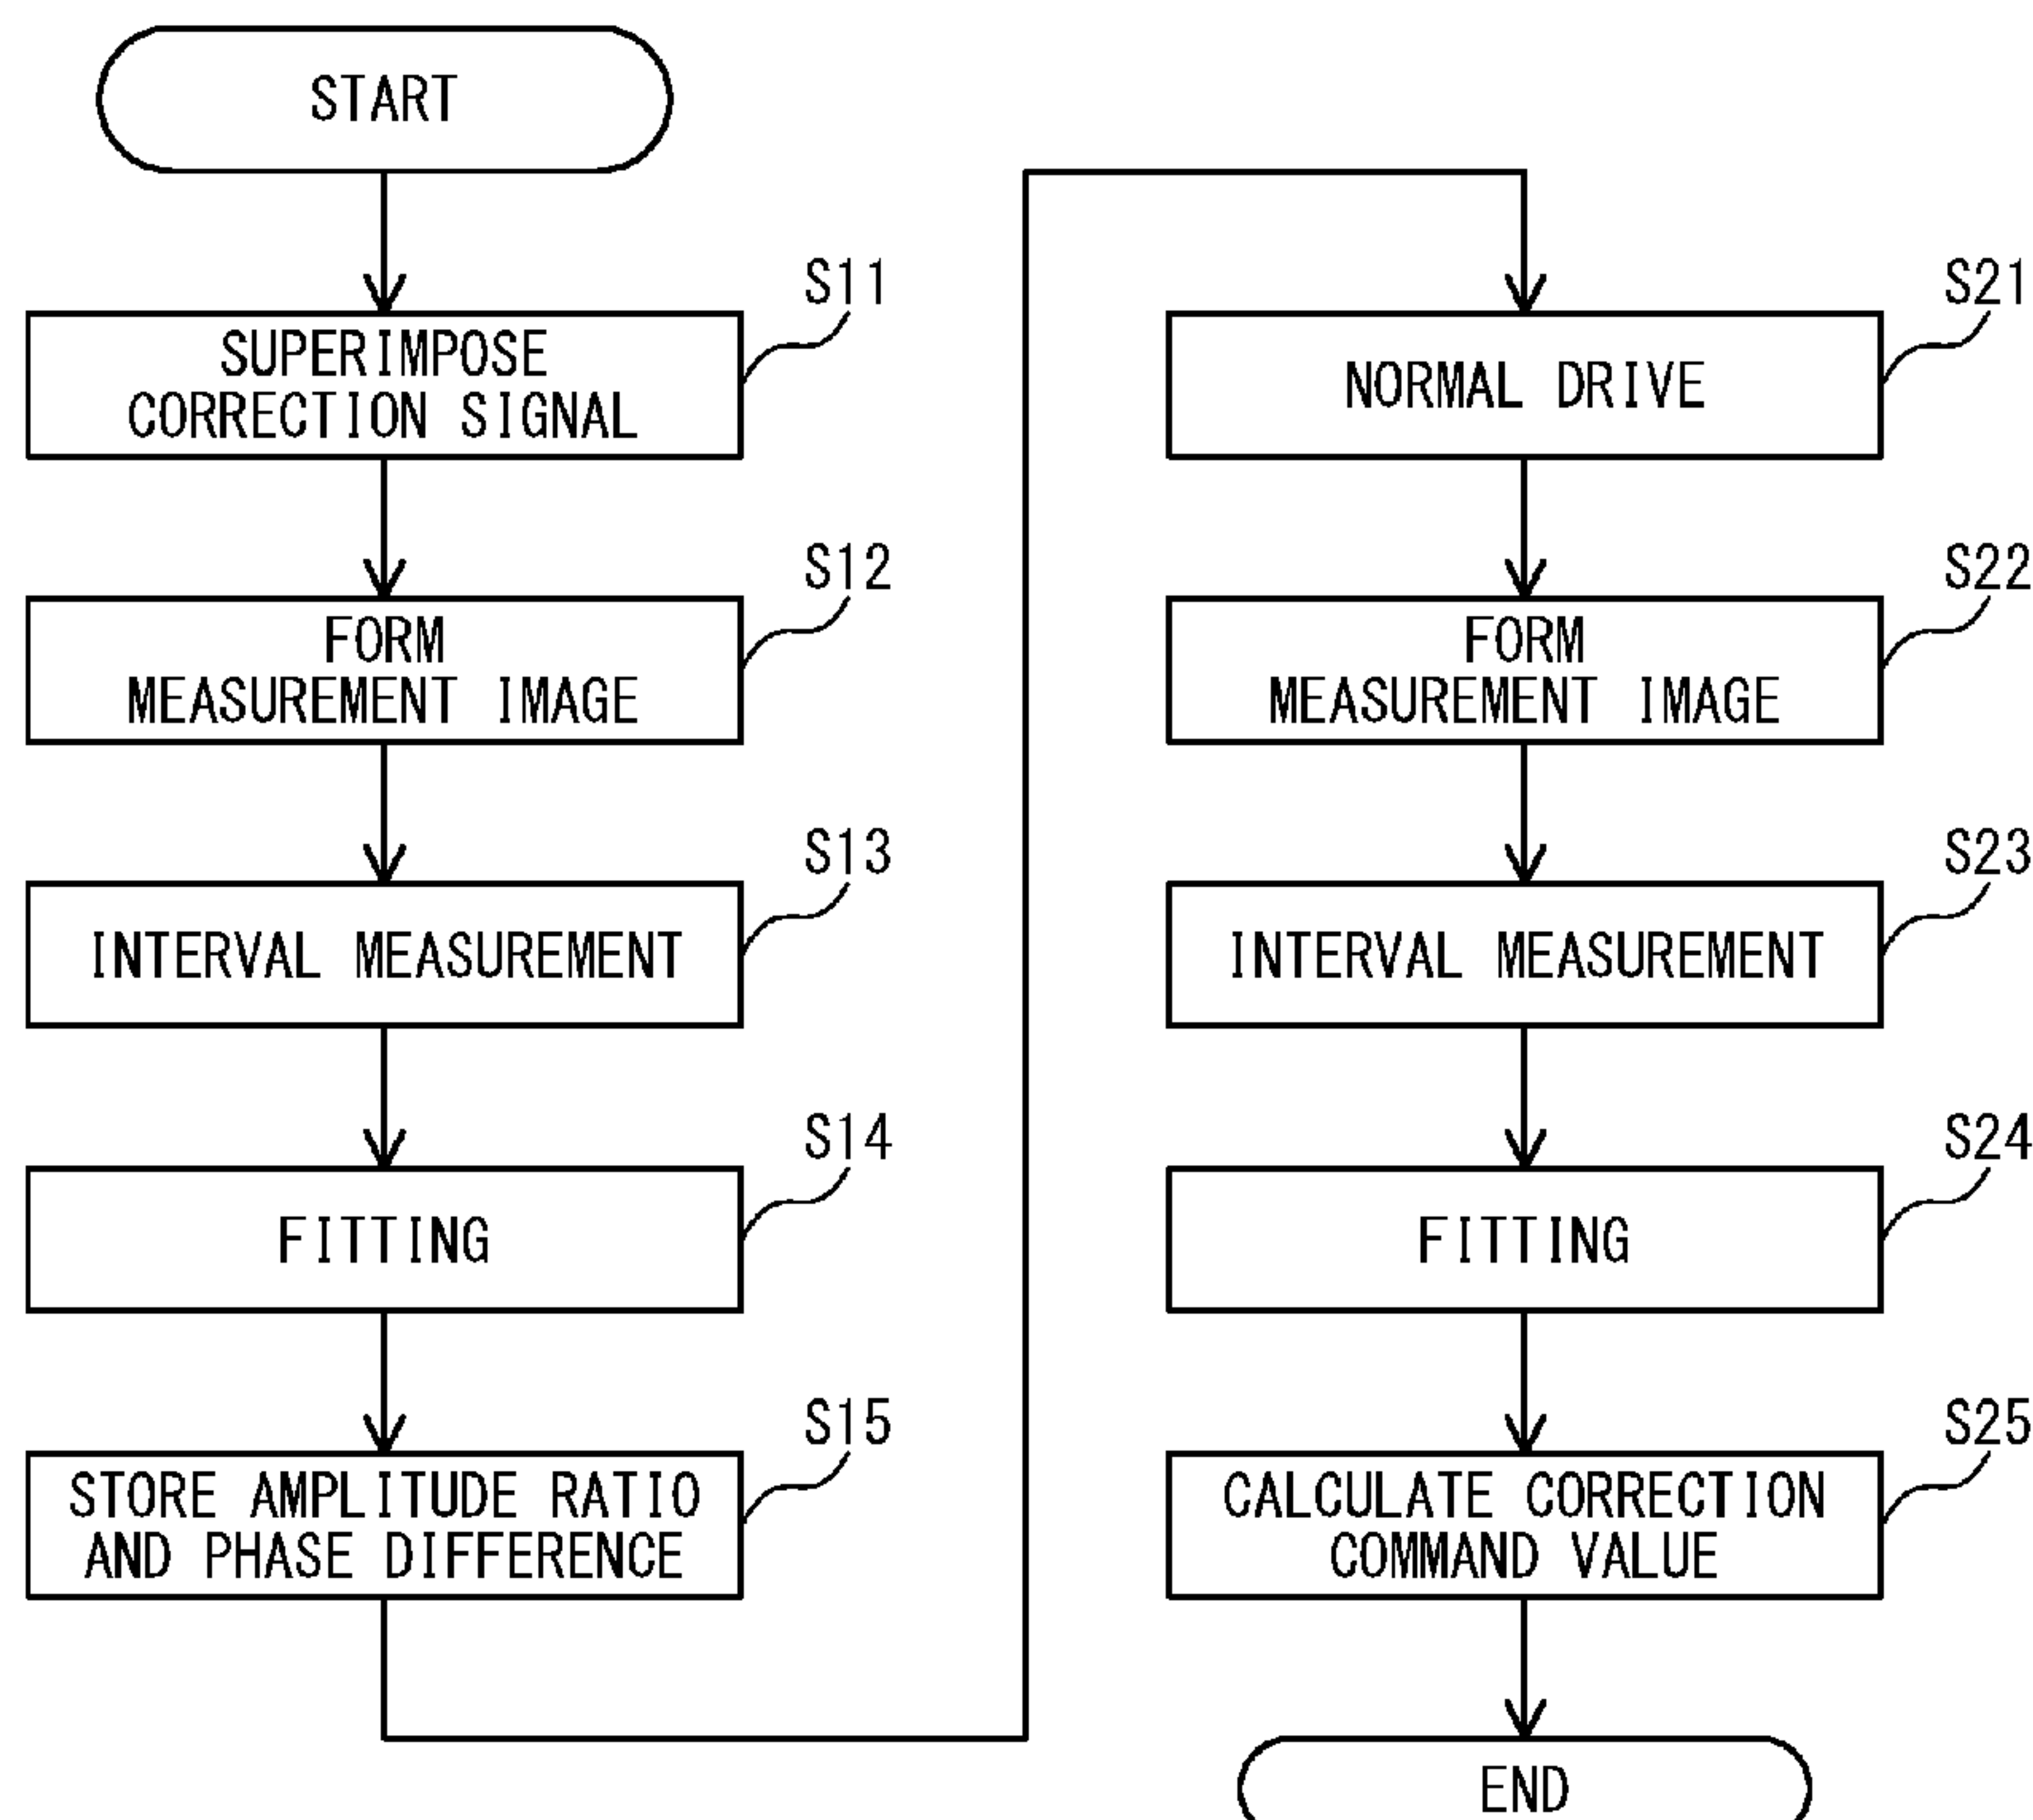 START
S11
SUPERIMPOSE
CORRECTION SIGNAL
S12
FORM
MEASUREMENT IMAGE
S13
INTERVAL MEASUREMENT
S14
FITTING
S15
STORE AMPLITUDE RATIO
AND PHASE DIFFERENCE
S21
NORMAL DRIVE
S22
FORM
MEASUREMENT IMAGE
S23
INTERVAL MEASUREMENT
S24
FITTING
S25
CALCULATE CORRECTION
COMMAND VALUE
END